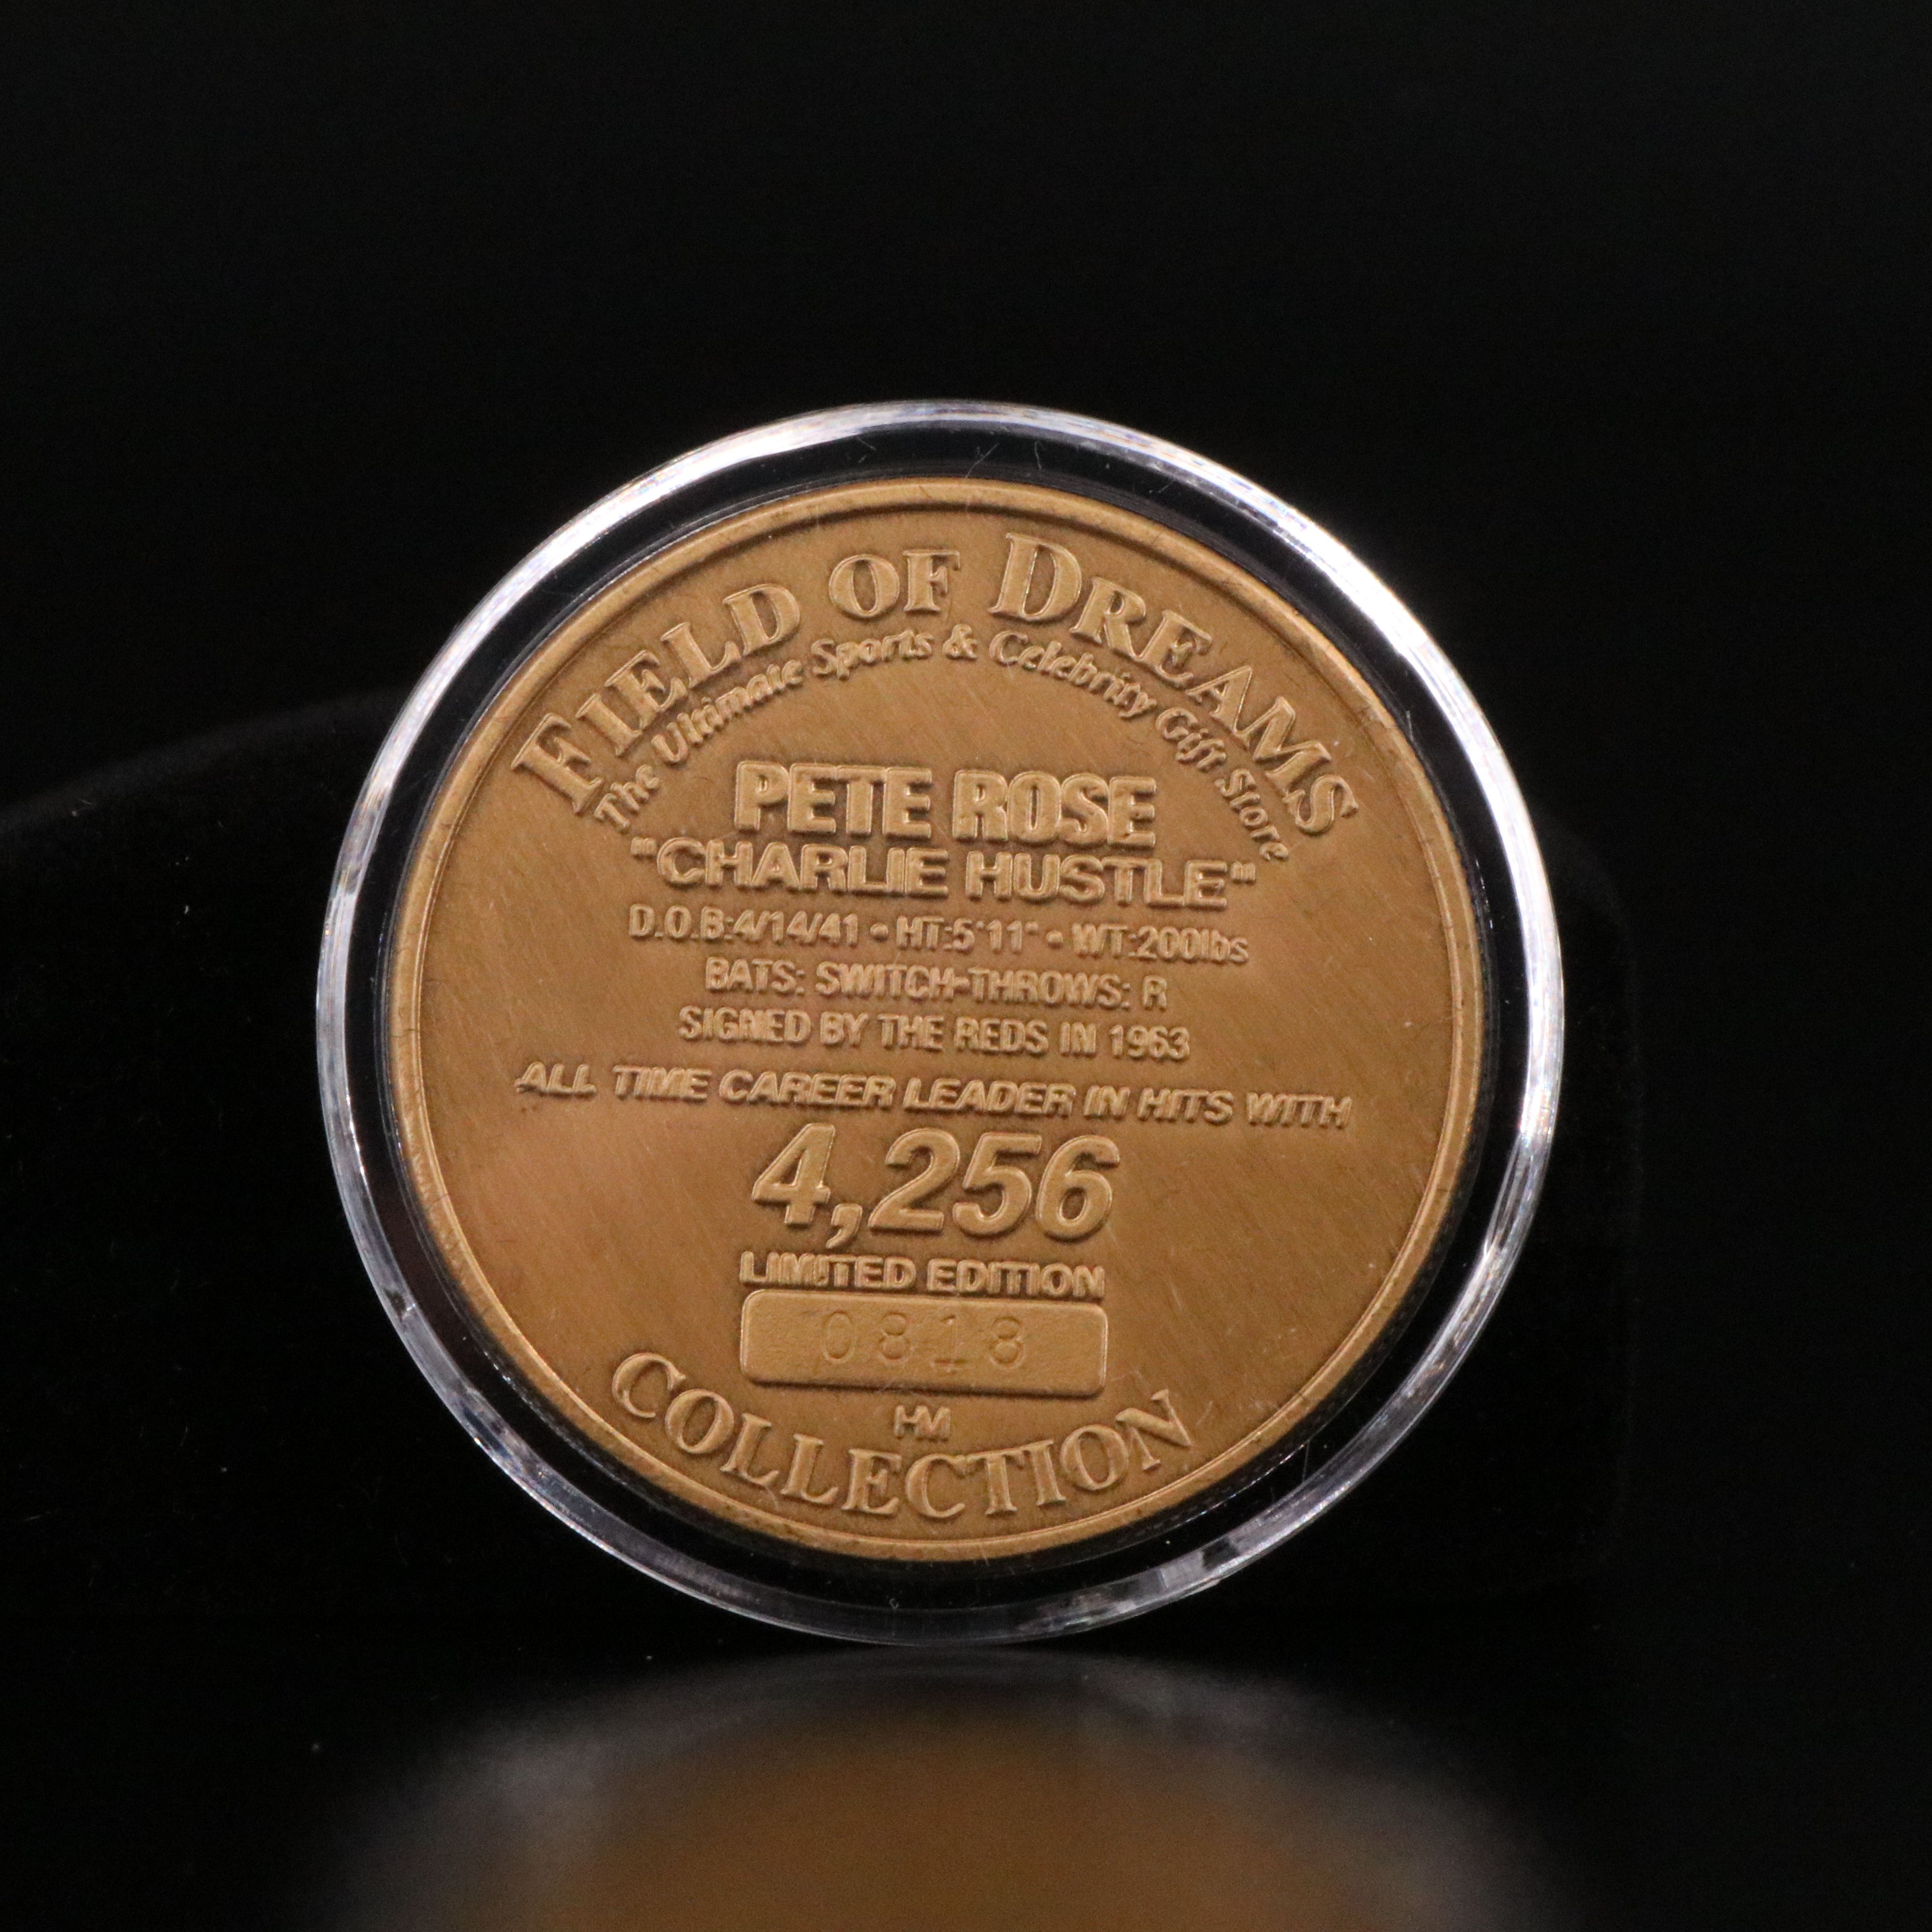 FIELD OF DREAMS
The Ultimate Sports & Celebrity Gift Store
PETE ROSE
"CHARLIE HUSTLE"
D.O.B:4/14/41 • HT:5'11" • WT:200lbs
BATS: SWITCH-THROWS: R
SIGNED BY THE REDS IN 1963
ALL TIME CAREER LEADER IN HITS WITH
4,256
LIMITED EDITION
0818
HM
COLLECTION